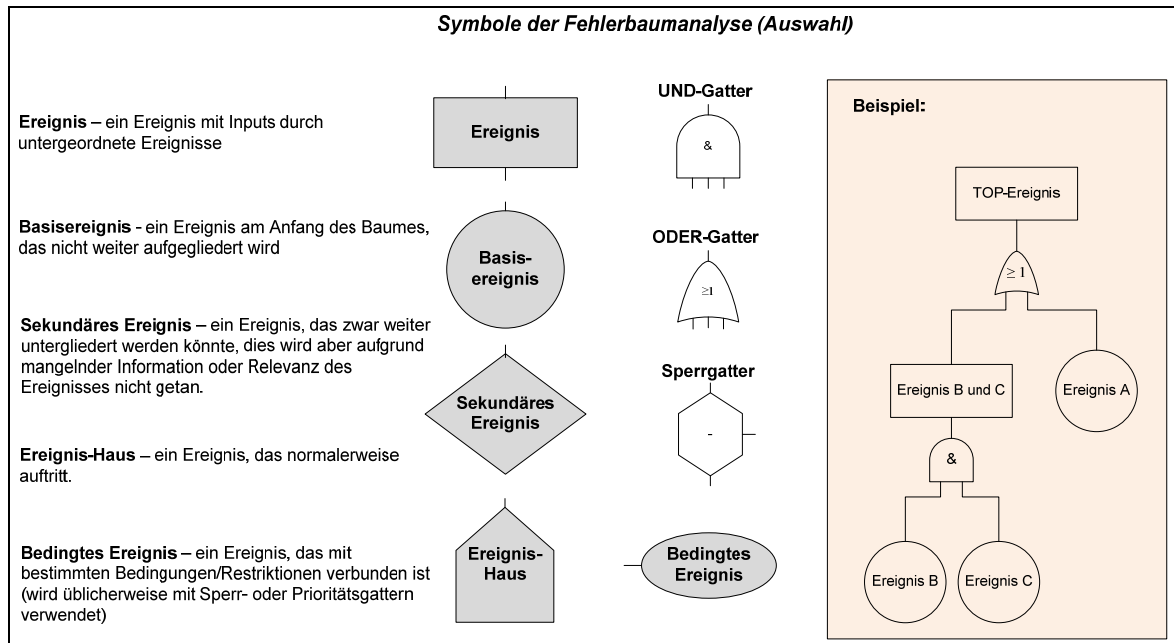 Symbole der Fehlerbaumanalyse (Auswahl)
Ereignis – ein Ereignis mit Inputs durch
untergeordnete Ereignisse
Basisereignis - ein Ereignis am Anfang des Baumes,
das nicht weiter aufgegliedert wird
Sekundäres Ereignis – ein Ereignis, das zwar weiter
untergliedert werden könnte, dies wird aber aufgrund
mangelnder Information oder Relevanz des
Ereignisses nicht getan.
Ereignis-Haus – ein Ereignis, das normalerweise
auftritt.
Bedingtes Ereignis – ein Ereignis, das mit
bestimmten Bedingungen/Restriktionen verbunden ist
(wird üblicherweise mit Sperr- oder Prioritätsgattern
verwendet)
Ereignis
Basis-
ereignis
Sekundäres
Ereignis
Ereignis-
Haus
UND-Gatter
&
ODER-Gatter
≥1
Sperrgatter
-
Bedingtes
Ereignis
Beispiel:
TOP-Ereignis
≥ 1
Ereignis B und C
Ereignis A
&
Ereignis B
Ereignis C